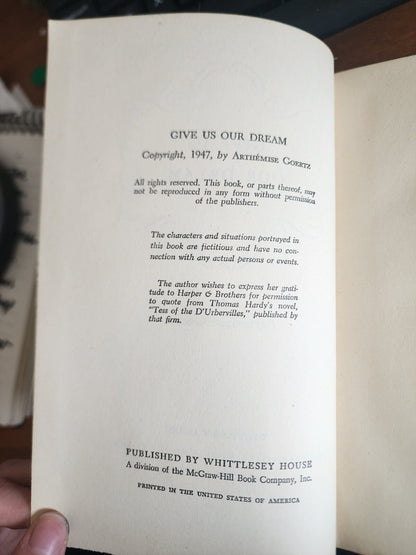 GIVE US OUR DREAM
Copyright, 1947, by ARTHÉMISE GOERTZ
All rights reserved. This book, or parts thereof, may
not be reproduced in any form without permission
of the publishers.
The characters and situations portrayed in
this book are fictitious and have no con-
nection with any actual persons or events.
The author wishes to express her grati-
tude to Harper & Brothers for permission
to quote from Thomas Hardy's novel,
"Tess of the D'Urbervilles," published by
that firm.
PUBLISHED BY WHITTLESEY HOUSE
A division of the McGraw-Hill Book Company, Inc.
PRINTED IN THE UNITED STATES OF AMERICA